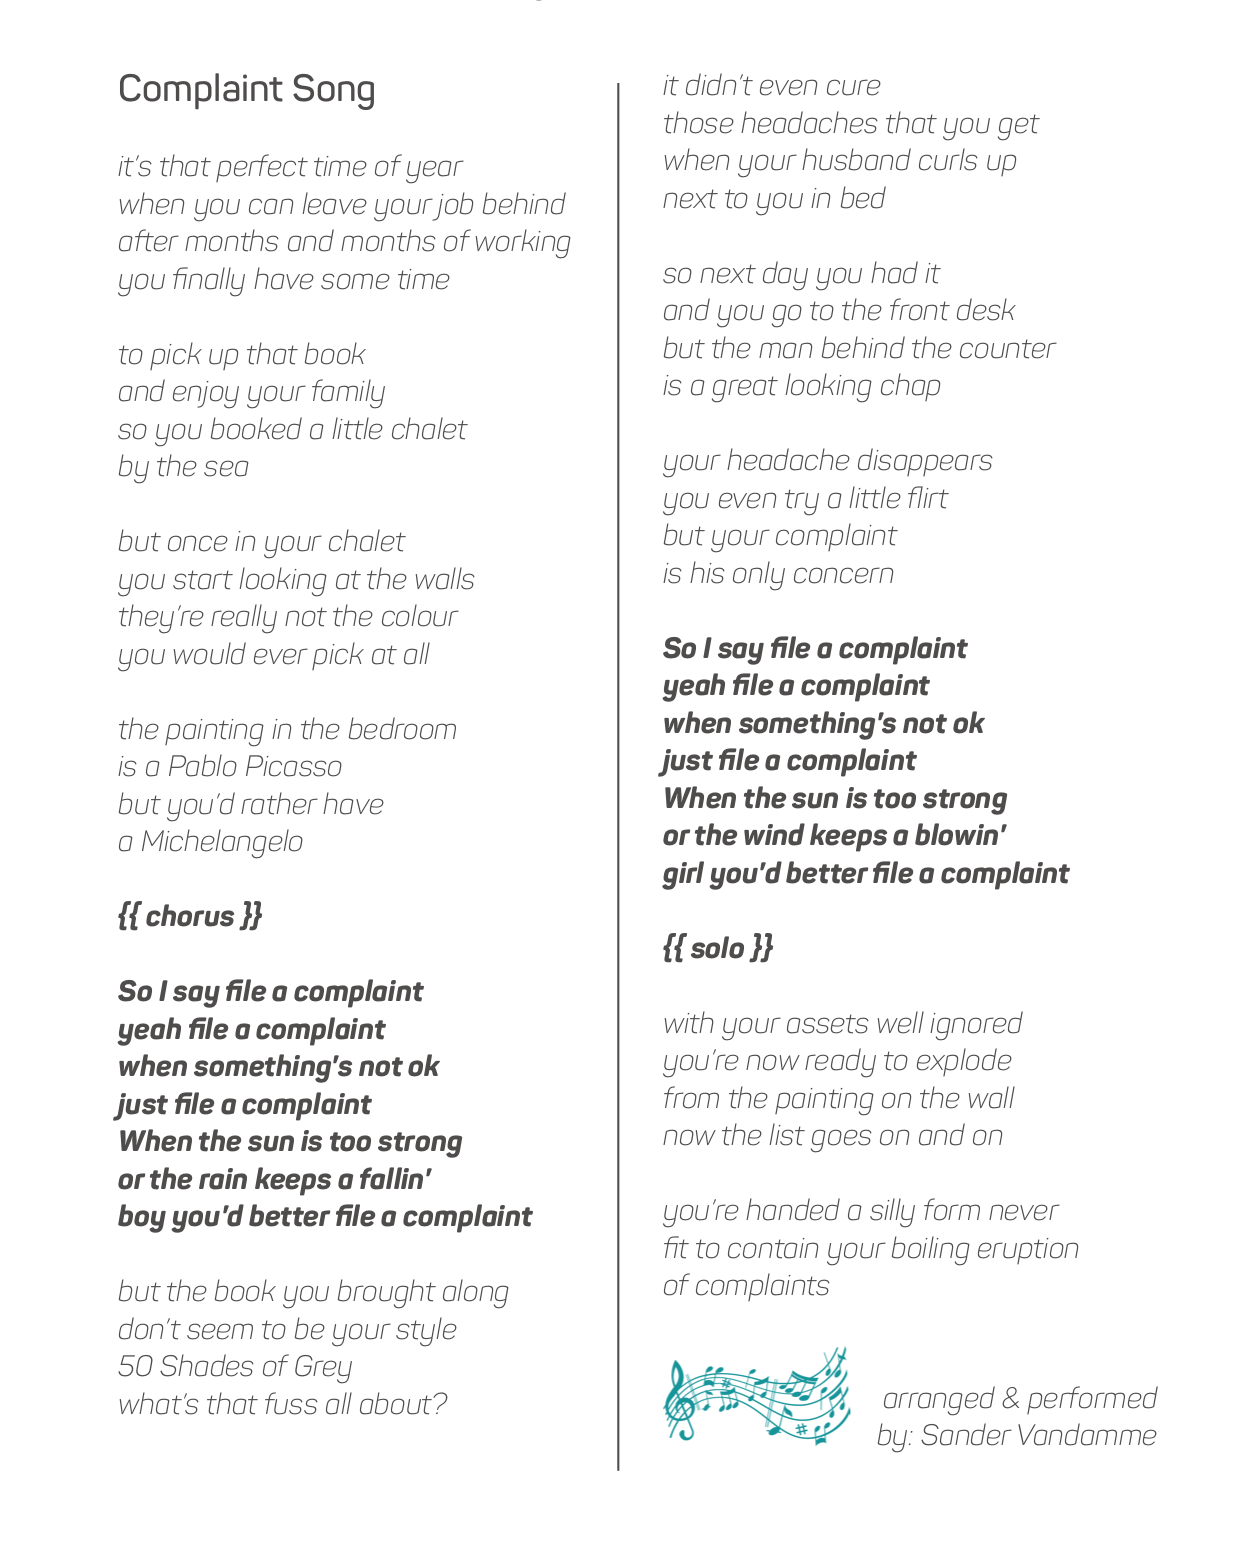 Complaint Song
it's that perfect time of year
when you can leave your job behind
after months and months of working
you finally have some time
to pick up that book
and enjoy your family
so you booked a little chalet
by the sea
but once in your chalet
you start looking at the walls
they're really not the colour
you would ever pick at all
the painting in the bedroom
is a Pablo Picasso
but you'd rather have
a Michelangelo
{{ chorus }}
So I say file a complaint
yeah file a complaint
when something's not ok
just file a complaint
When the sun is too strong
or the rain keeps a fallin'
boy you'd better file a complaint
but the book you brought along
don't seem to be your style
50 Shades of Grey
what's that fuss all about?
it didn't even cure
those headaches that you get
when your husband curls up
next to you in bed
so next day you had it
and you go to the front desk
but the man behind the counter
is a great looking chap
your headache disappears
you even try a little flirt
but your complaint
is his only concern
So I say file a complaint
yeah file a complaint
when something's not ok
just file a complaint
When the sun is too strong
or the wind keeps a blowin'
girl you'd better file a complaint
{{ solo }}
with your assets well ignored
you're now ready to explode
from the painting on the wall
now the list goes on and on
you're handed a silly form never
fit to contain your boiling eruption
of complaints
arranged & performed
by: Sander Vandamme